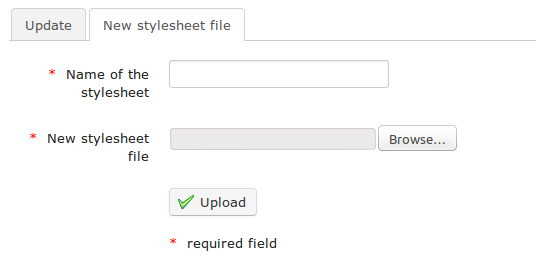 Update New stylesheet file
* Name of the
stylesheet
* New stylesheet
file
Browse...
Upload
* required field